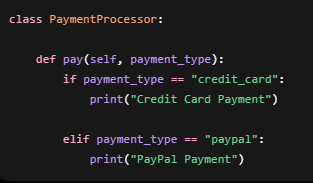 class PaymentProcessor:
    def pay(self, payment_type):
        if payment_type == "credit_card":
            print("Credit Card Payment")
        elif payment_type == "paypal":
            print("PayPal Payment")